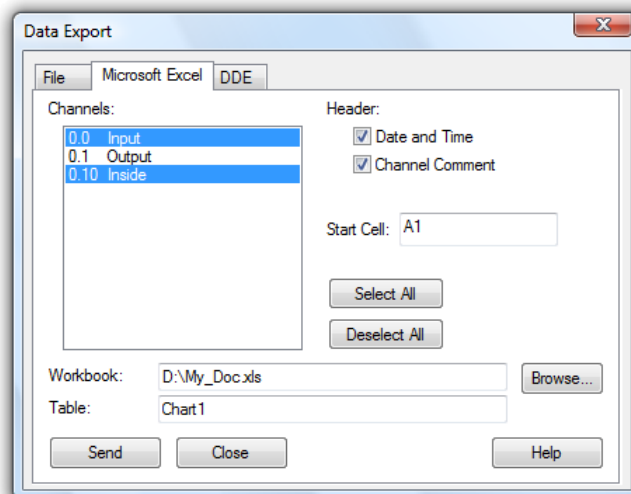 Data Export
File Microsoft Excel DDE
Channels:
0.0 Input
0.1 Output
0.10 Inside
Header:
Date and Time
Channel Comment
Start Cell: A1
Select All
Deselect All
Workbook: D:\My_Doc.xls Browse...
Table: Chart1
Send Close Help